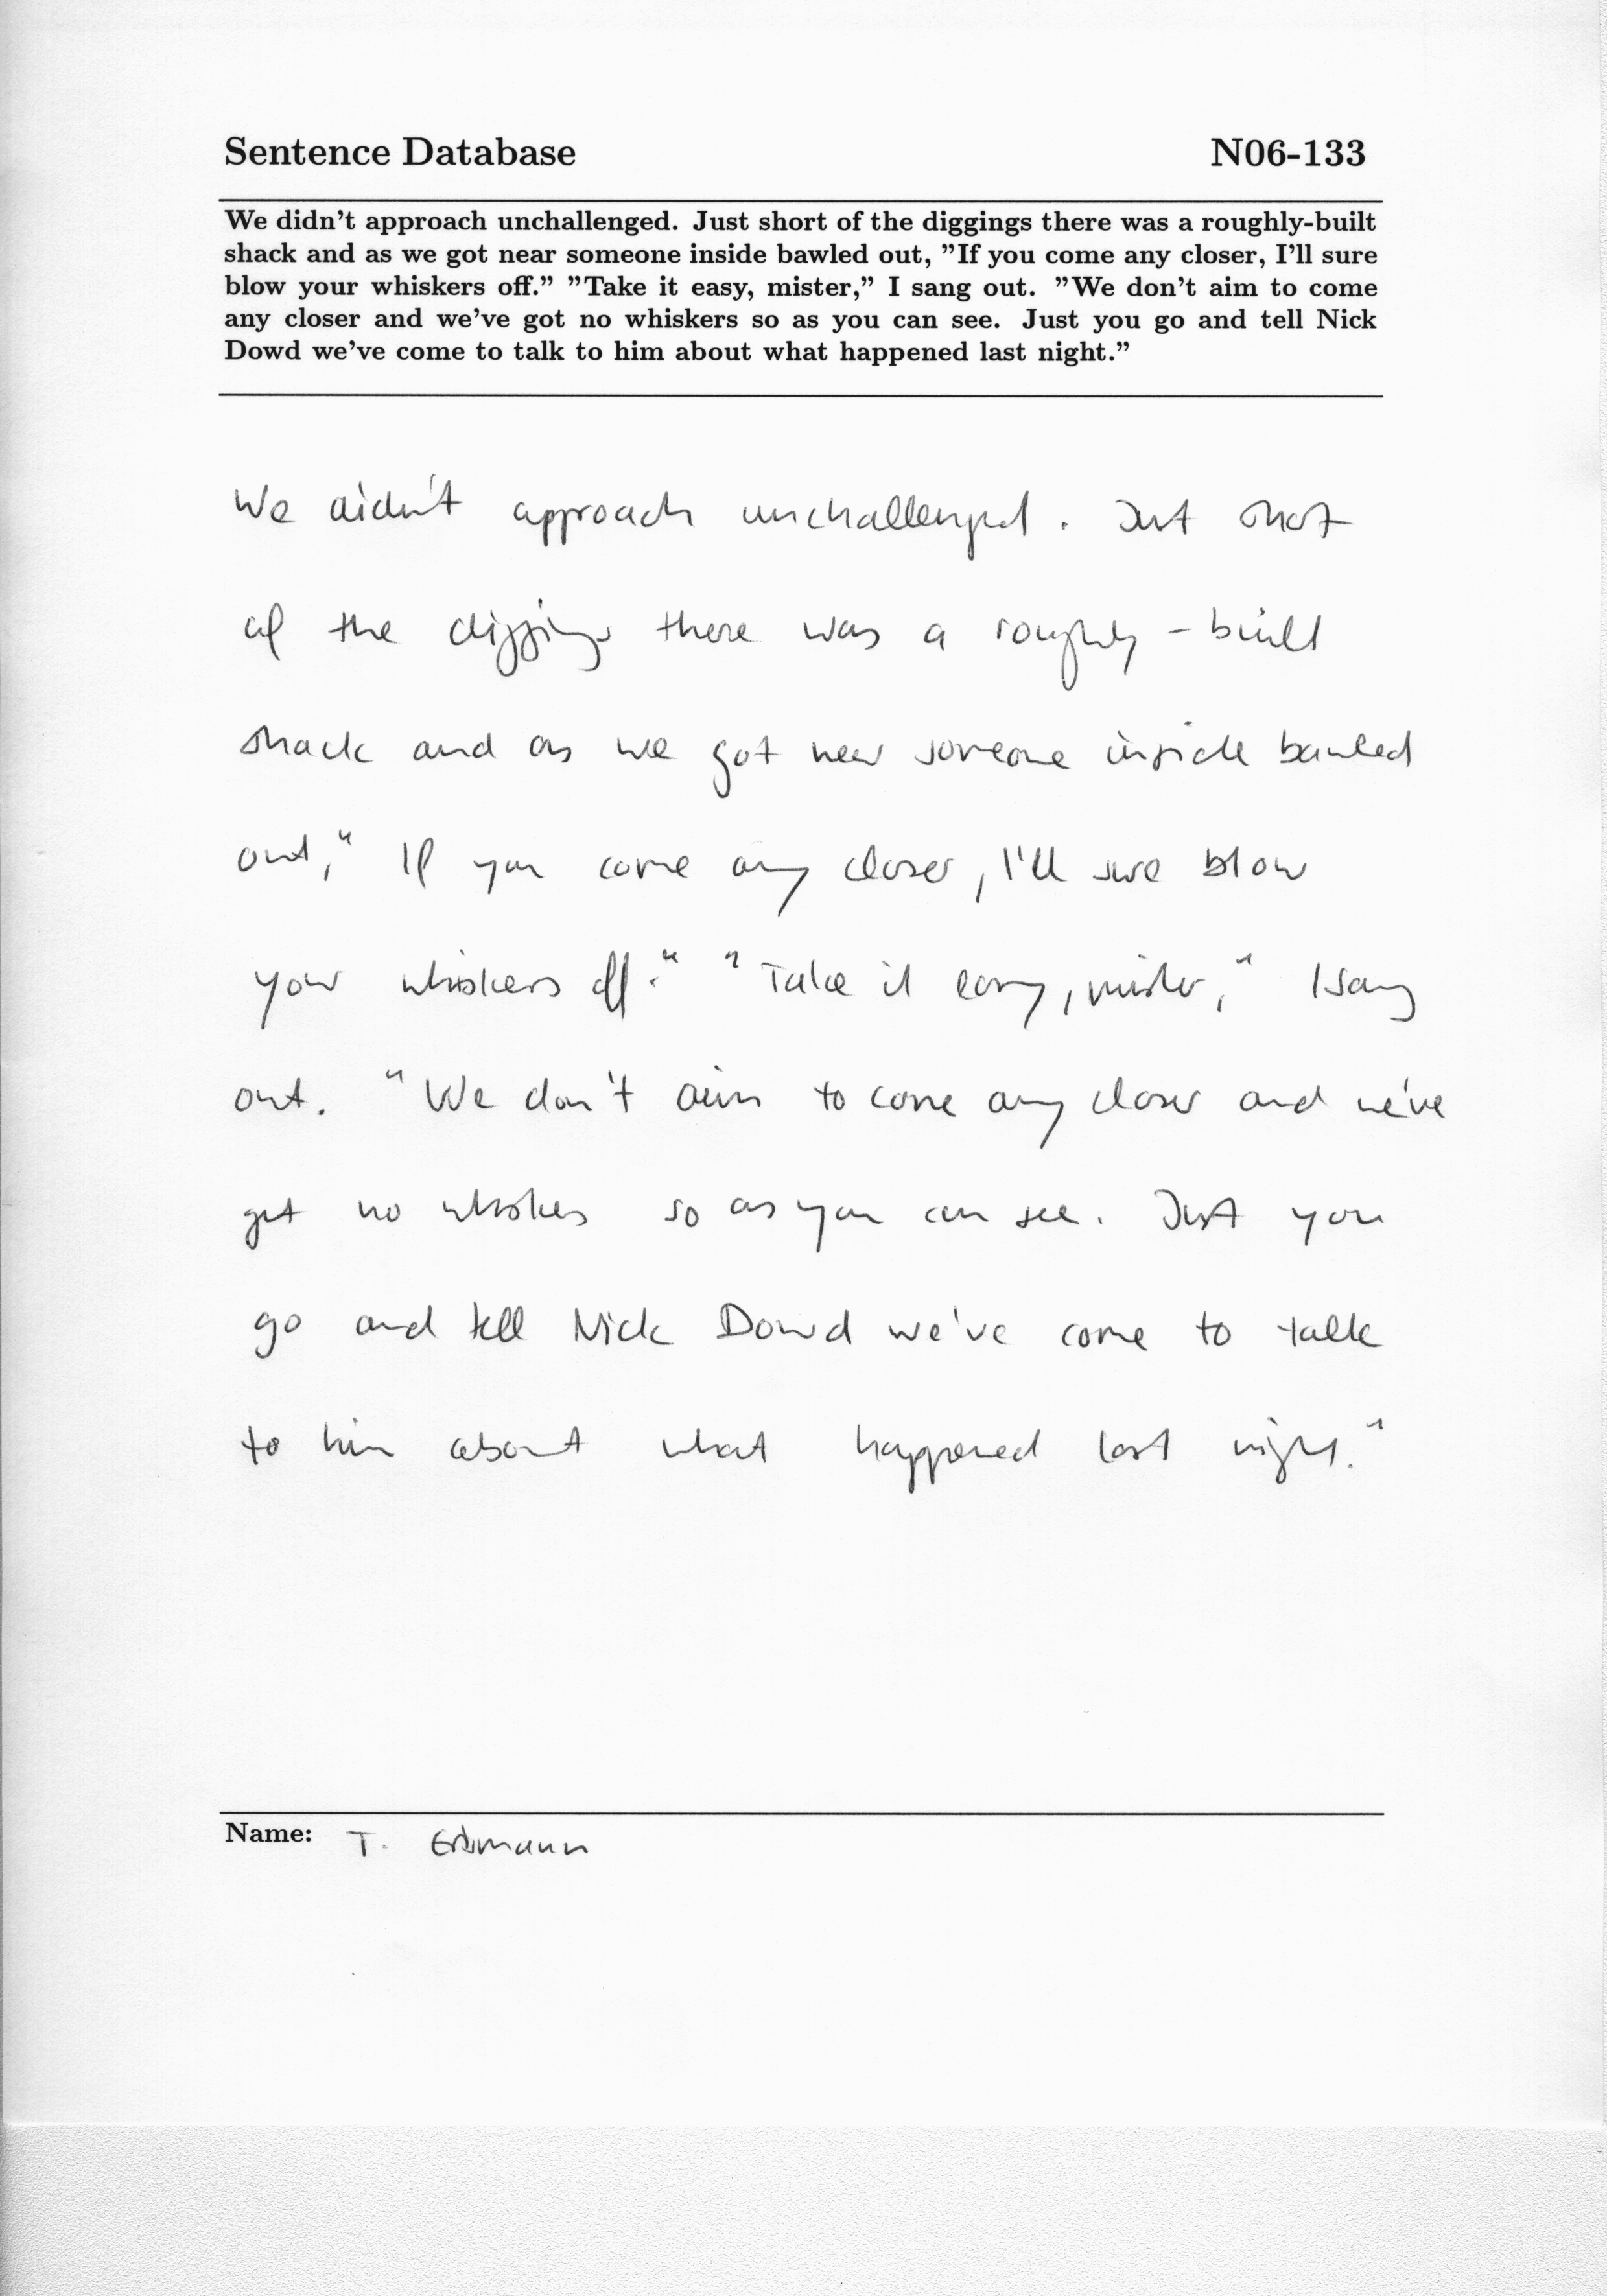 Sentence Database N06-133
We didn't approach unchallenged. Just short of the diggings there was a roughly-built
shack and as we got near someone inside bawled out, ”If you come any closer, I'll sure
blow your whiskers off.” ”Take it easy, mister,” I sang out. ”We don't aim to come
any closer and we've got no whiskers so as you can see. Just you go and tell Nick
Dowd we've come to talk to him about what happened last night.”
We didn't approach unchallenged. Just short
of the diggings there was a roughly-built
shack and as we got near someone inside bawled
out," If you come any closer, I'll sure blow
your whiskers off." "Take it easy, mister," I sang
out. "We don't aim to come any closer and we've
got no whiskers so as you can see. Just you
go and tell Nick Dowd we've come to talk
to him about what happened last night."
Name: T. Erdmann